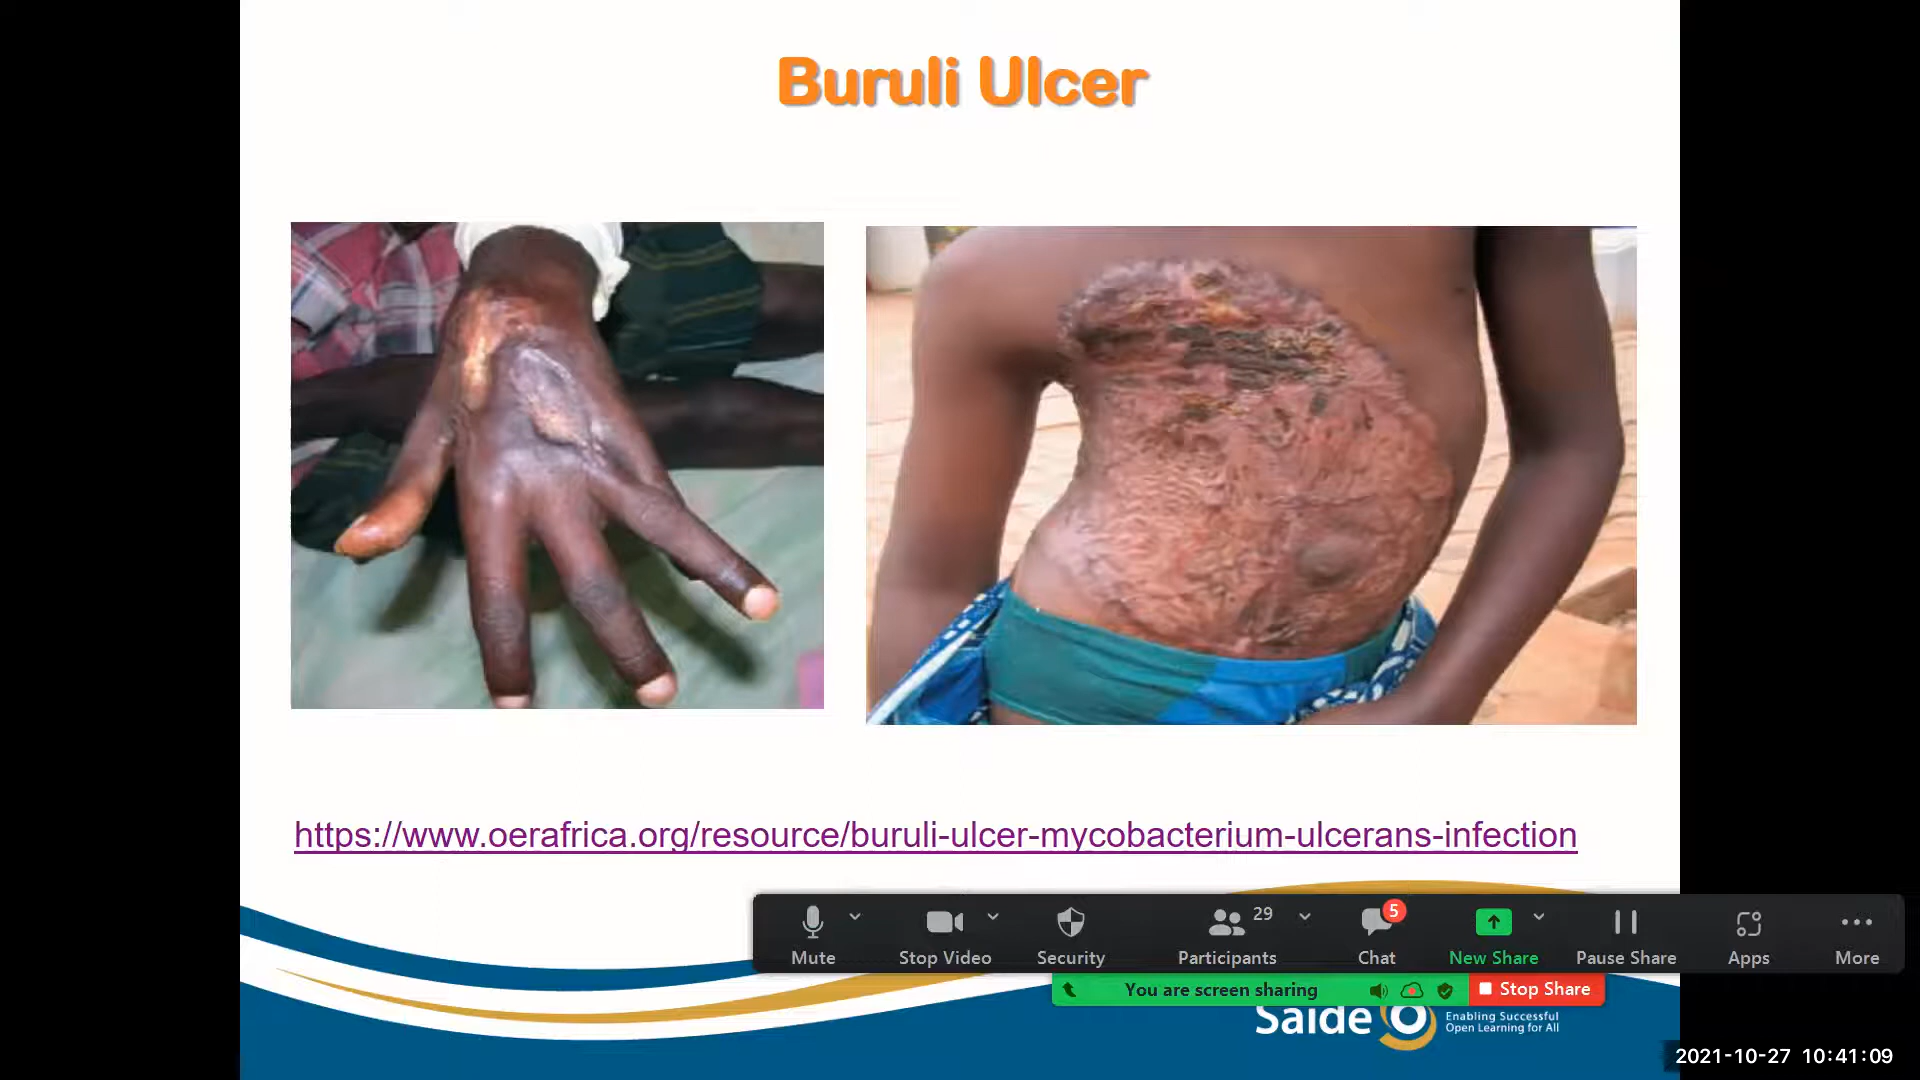 Buruli Ulcer
https://www.oerafrica.org/resource/buruli-ulcer-mycobacterium-ulcerans-infection
29
5
Mute
Stop Video
Security
Participants
Chat
New Share
Pause Share
Apps
More
You are screen sharing
Stop Share
Saide
Enabling Successful
Open Learning for All
2021-10-27 10:41:09